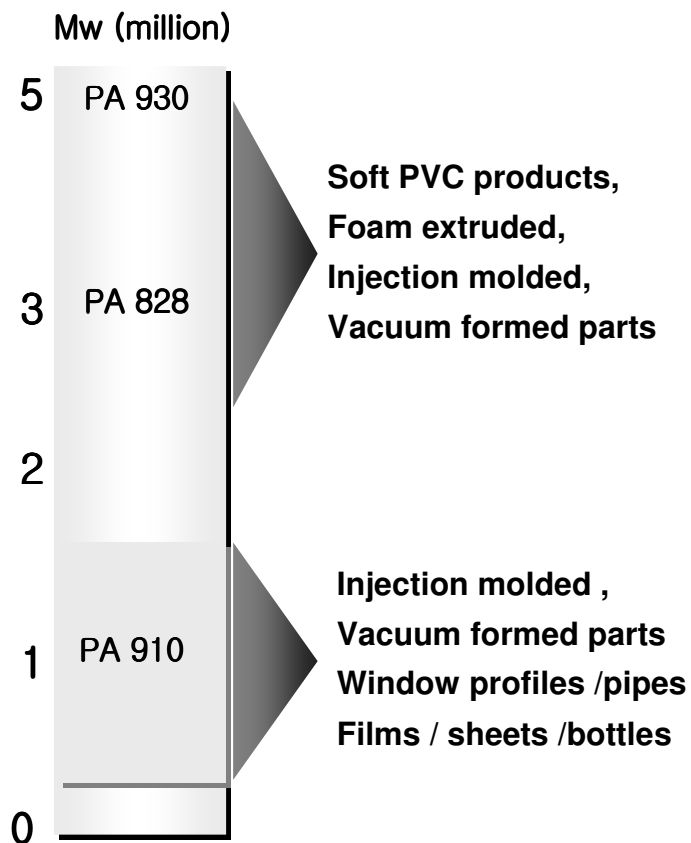 Mw (million)
5
PA 930
Soft PVC products,
Foam extruded,
Injection molded,
Vacuum formed parts
3
PA 828
2
Injection molded ,
Vacuum formed parts
Window profiles /pipes
Films / sheets /bottles
1
PA 910
0